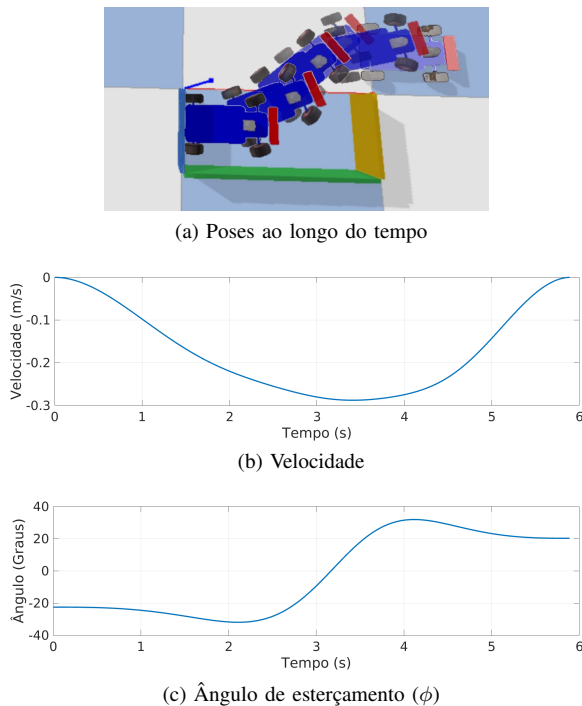 (a) Poses ao longo do tempo
Velocidade (m/s)
0
-0.1
-0.2
-0.3
0 1 2 3 4 5 6
Tempo (s)
(b) Velocidade
Ângulo (Graus)
40
20
0
-20
-40
0 1 2 3 4 5 6
Tempo (s)
(c) Ângulo de esterçamento (ϕ)